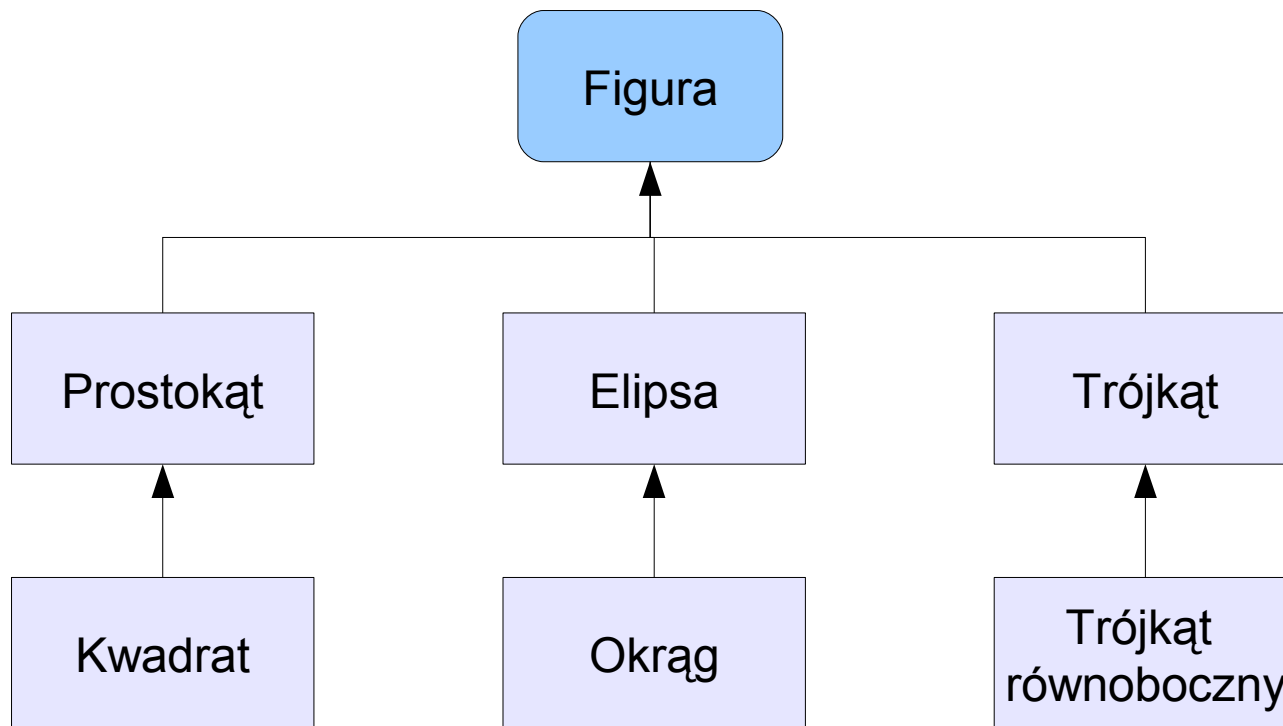 Figura
Prostokąt
Elipsa
Trójkąt
Kwadrat
Okrąg
Trójkąt
równoboczny